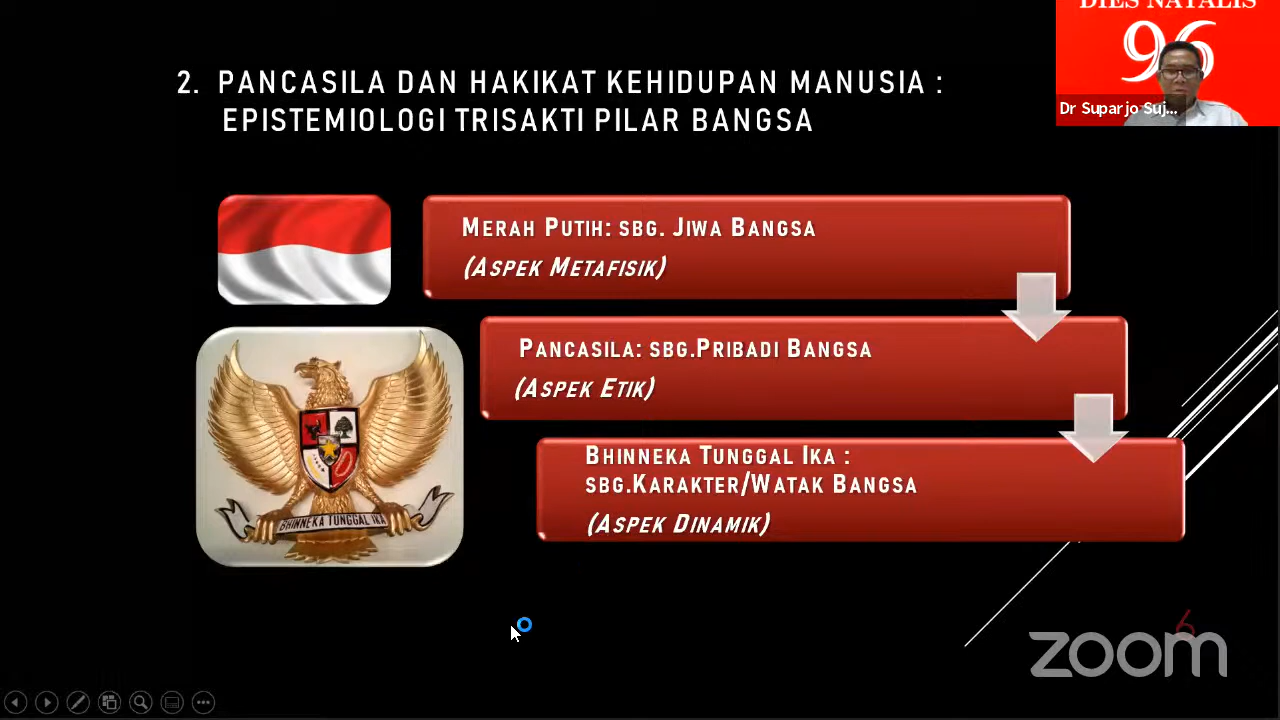 2. PANCASILA DAN HAKIKAT KEHIDUPAN MANUSIA :
EPISTEMIOLOGI TRISAKTI PILAR BANGSA
DIES NATALIS
96
Dr Suparjo Suj...
MERAH PUTIH: SBG. JIWA BANGSA
(ASPEK METAFISIK)
PANCASILA: SBG.PRIBADI BANGSA
(ASPEK ETIK)
BHINNEKA TUNGGAL IKA :
SBG.KARAKTER/WATAK BANGSA
(ASPEK DINAMIK)
BHINNEKA TUNGGAL IKA
6
zoom